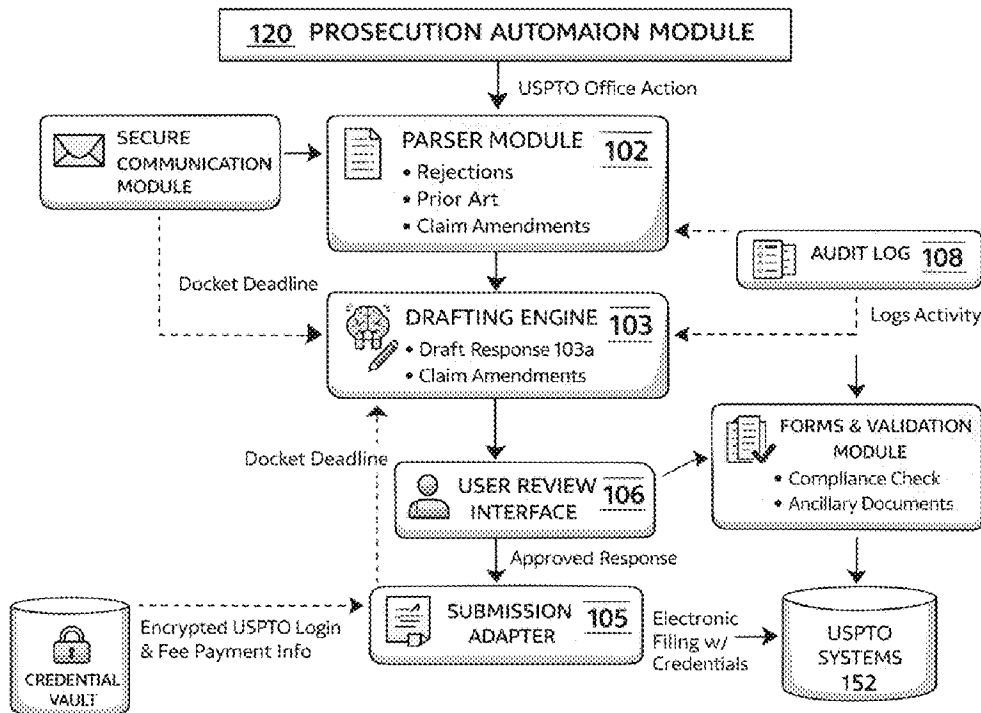 120 PROSECUTION AUTOMAION MODULE
USPTO Office Action
SECURE
COMMUNICATION
MODULE
PARSER MODULE 102
• Rejections
• Prior Art
• Claim Amendments
AUDIT LOG 108
Docket Deadline
Logs Activity
DRAFTING ENGINE 103
• Draft Response 103a
• Claim Amendments
FORMS & VALIDATION
MODULE
• Compliance Check
• Ancillary Documents
Docket Deadline
USER REVIEW 106
INTERFACE
Approved Response
SUBMISSION 105
ADAPTER
Encrypted USPTO Login
& Fee Payment Info
CREDENTIAL
VAULT
Electronic
Filing w/
Credentials
USPTO
SYSTEMS
152